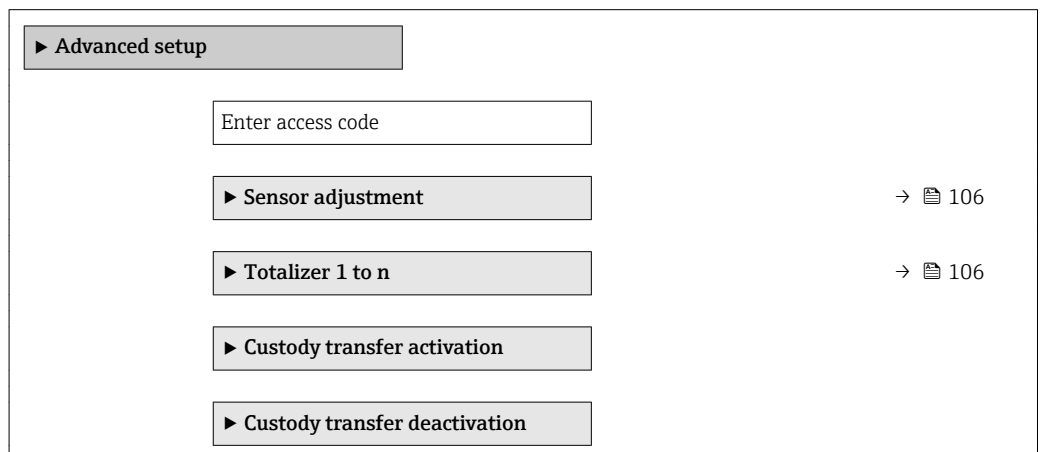 ▶ Advanced setup
Enter access code
▶ Sensor adjustment → 🖹 106
▶ Totalizer 1 to n → 🖹 106
▶ Custody transfer activation
▶ Custody transfer deactivation